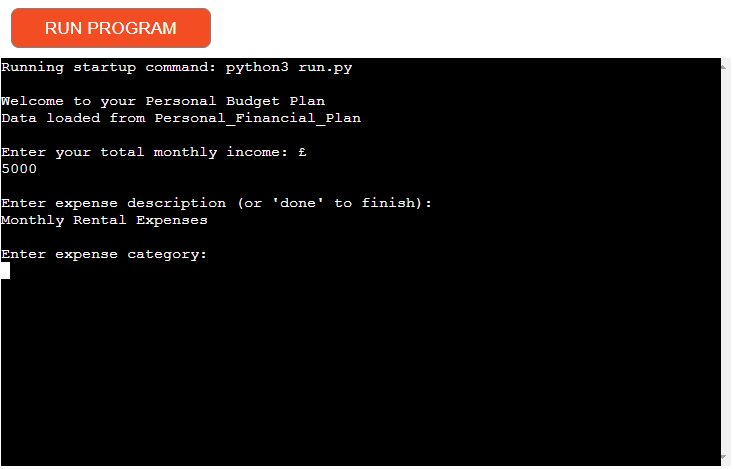 RUN PROGRAM
Running startup command: python3 run.py
Welcome to your Personal Budget Plan
Data loaded from Personal_Financial_Plan
Enter your total monthly income: £
5000
Enter expense description (or 'done' to finish):
Monthly Rental Expenses
Enter expense category: